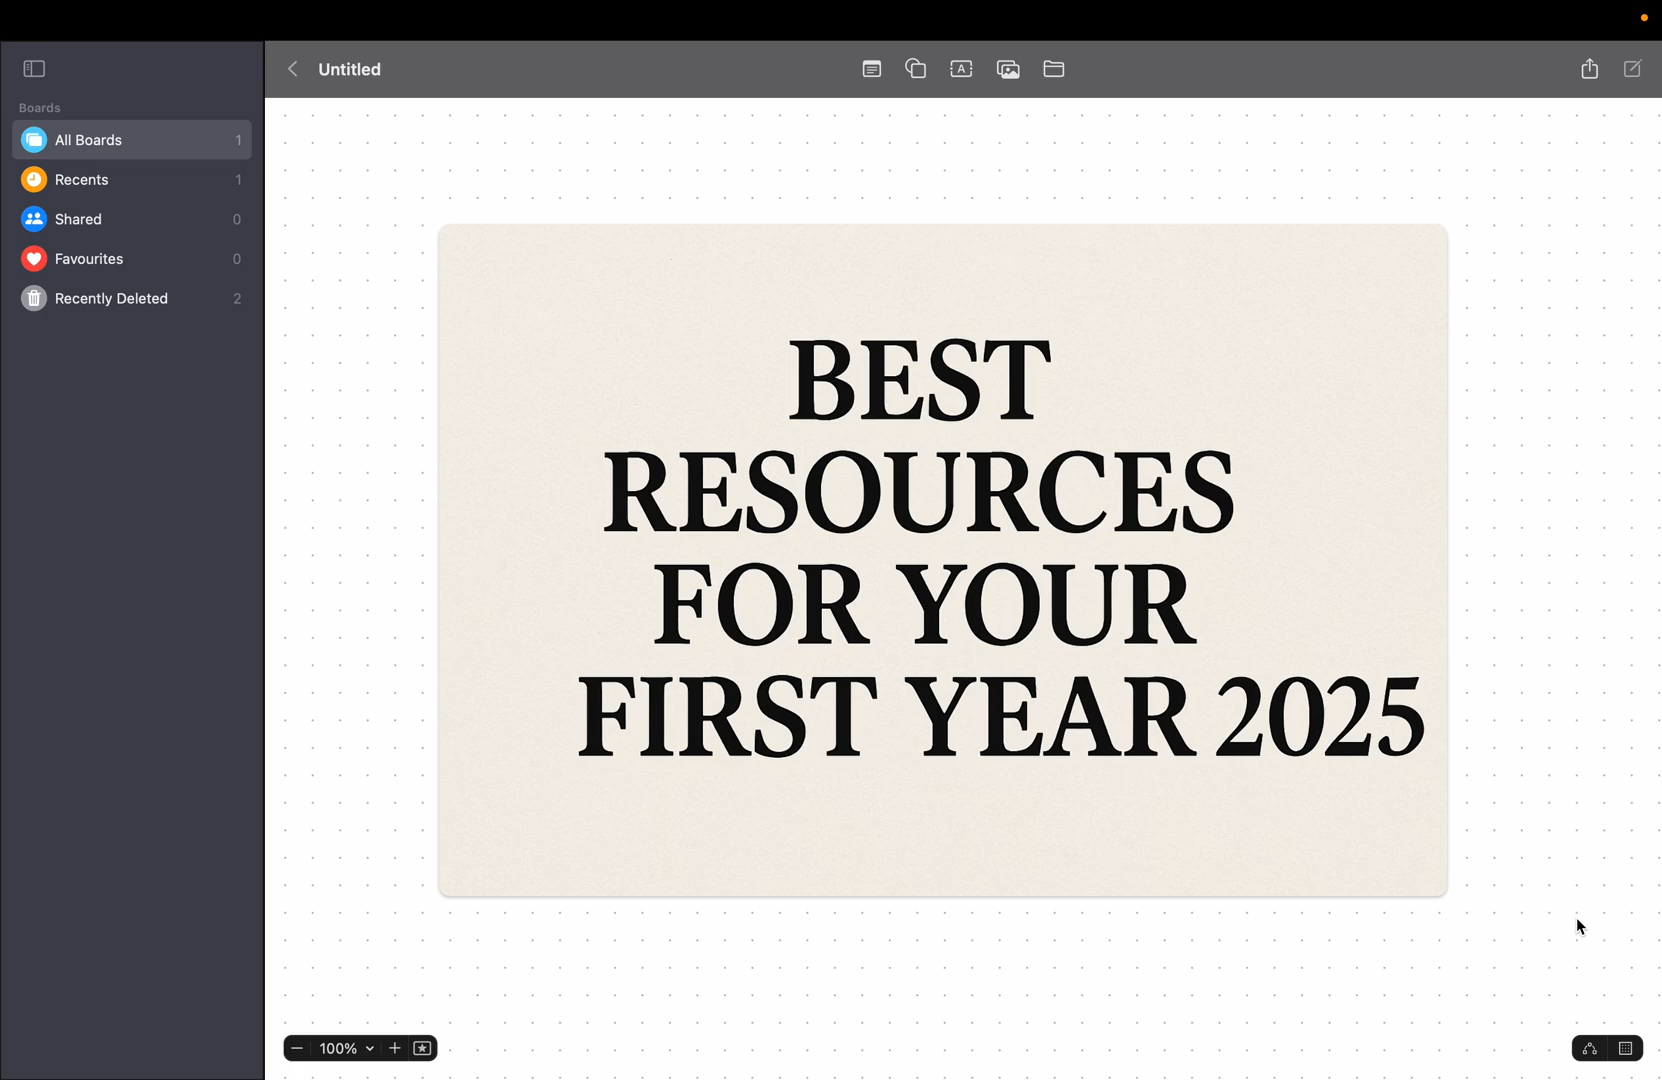 Untitled
Boards
All Boards 1
Recents 1
Shared 0
Favourites 0
Recently Deleted 2
BEST
RESOURCES
FOR YOUR
FIRST YEAR 2025
A
100%